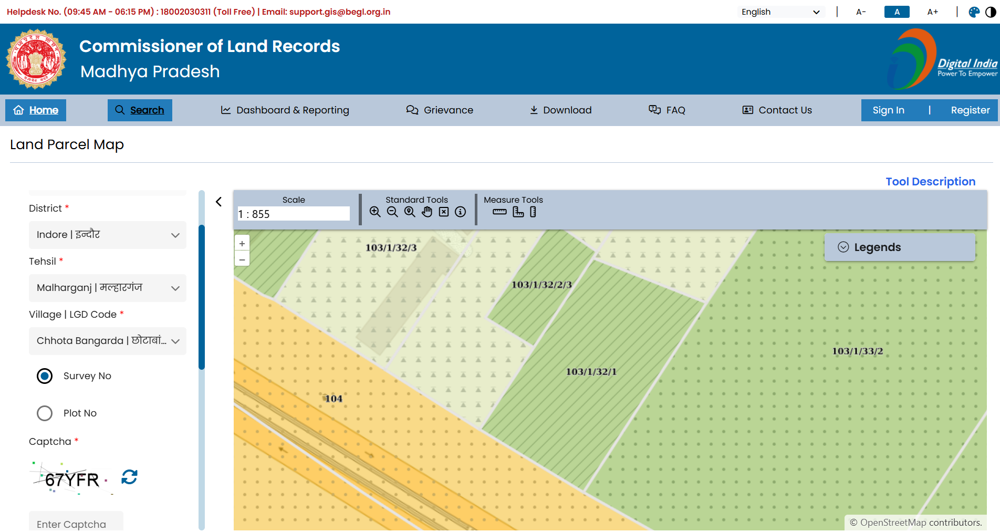 Helpdesk No. (09:45 AM - 06:15 PM) : 18002030311 (Toll Free) | Email: support.gis@begl.org.in
English
A-
A
A+
Commissioner of Land Records
Madhya Pradesh
Digital India
Power To Empower
Home
Search
Dashboard & Reporting
Grievance
Download
FAQ
Contact Us
Sign In | Register
Land Parcel Map
Tool Description
District *
Indore | इन्दौर
Tehsil *
Malharganj | मल्हारगंज
Village | LGD Code *
Chhota Bangarda | छोटाबां...
Survey No
Plot No
Captcha *
67YFR
Enter Captcha
Scale
1 : 855
Standard Tools
Measure Tools
+
−
Legends
103/1/32/3
103/1/32/2/3
103/1/33/2
103/1/32/1
104
© OpenStreetMap contributors.